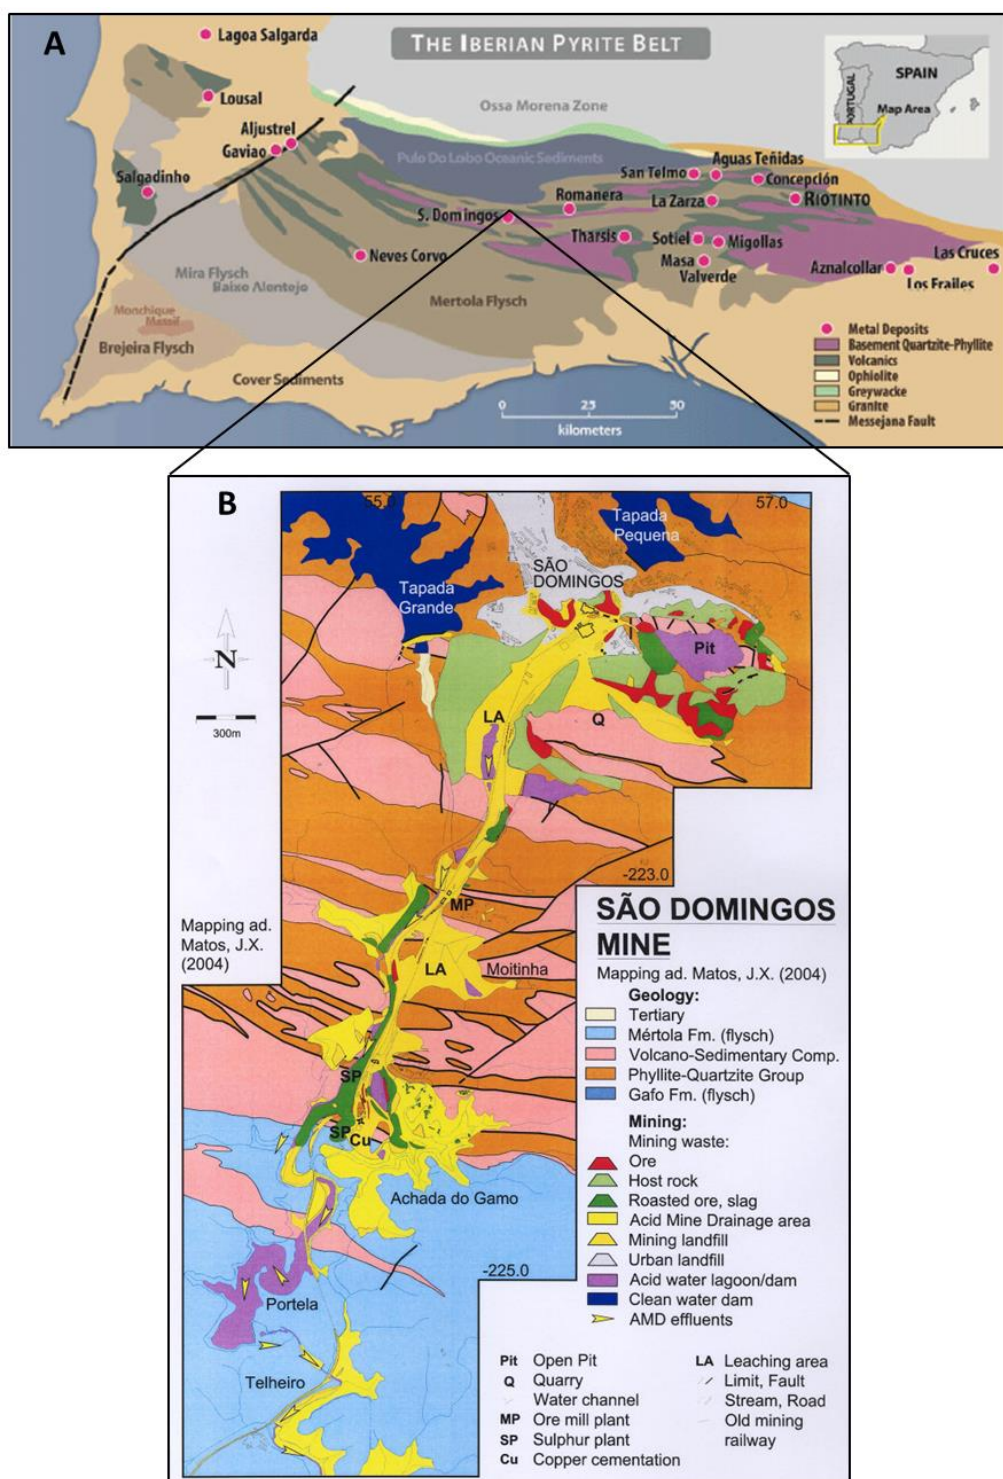 A
THE IBERIAN PYRITE BELT
Lagoa Salgarda
Lousal
Aljustrel
Gaviao
Salgadinho
Ossa Morena Zone
Pulo Do Lobo Oceanic Sediments
S. Domingos
Romanera
San Telmo
Aguas Teñidas
Concepción
La Zarza
RIOTINTO
Tharsis
Sotiel
Migollas
Masa
Valverde
Aznalcollar
Las Cruces
Los Frailes
Neves Corvo
Mira Flysch
Baixo Alentejo
Mertola Flysch
Monchique
Massif
Brejeira Flysch
Cover Sediments
SPAIN
PORTUGAL
Map Area
0 25 50
kilometers
Metal Deposits
Basement Quartzite-Phyllite
Volcanics
Ophiolite
Greywacke
Granite
Messejana Fault
B
55.0
57.0
Tapada
Pequena
SÃO
DOMINGOS
Tapada
Grande
N
300m
Pit
LA
Q
-223.0
MP
LA
Moitinha
Mapping ad.
Matos, J.X.
(2004)
SP
SP
Cu
Achada do Gamo
-225.0
Portela
Telheiro
SÃO DOMINGOS
MINE
Mapping ad. Matos, J.X. (2004)
Geology:
Tertiary
Mértola Fm. (flysch)
Volcano-Sedimentary Comp.
Phyllite-Quartzite Group
Gafo Fm. (flysch)
Mining:
Mining waste:
Ore
Host rock
Roasted ore, slag
Acid Mine Drainage area
Mining landfill
Urban landfill
Acid water lagoon/dam
Clean water dam
AMD effluents
Pit Open Pit
Q Quarry
Water channel
MP Ore mill plant
SP Sulphur plant
Cu Copper cementation
LA Leaching area
Limit, Fault
Stream, Road
Old mining
railway